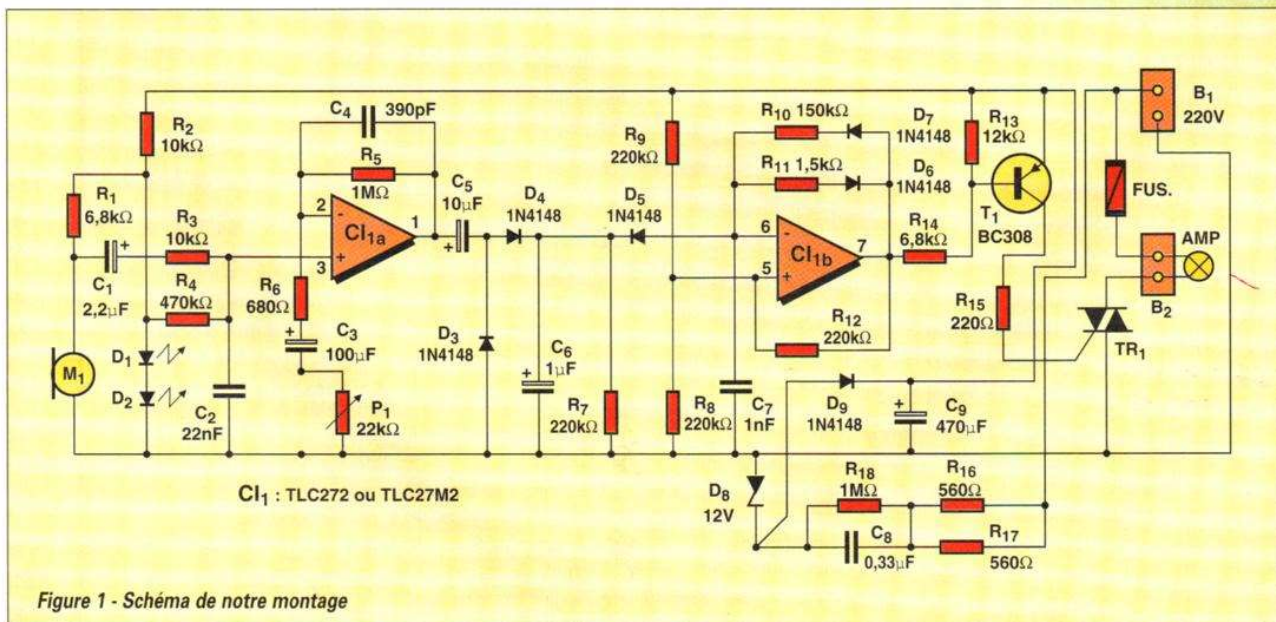 C4 390pF
R2
10kΩ
R5
1MΩ
R1
6,8kΩ
C1
2,2µF
R3
10kΩ
R4
470kΩ
M1
D1
D2
C2
22nF
2
-
3
+
CI1a
1
R6
680Ω
C3
100µF
P1
22kΩ
C5
10µF
D4
1N4148
D3
1N4148
C6
1µF
R7
220kΩ
D5
1N4148
R9
220kΩ
R8
220kΩ
R10 150kΩ
D7
1N4148
R11 1,5kΩ
D6
1N4148
6
-
5
+
CI1b
7
R12
220kΩ
C7
1nF
R14
6,8kΩ
R13
12kΩ
T1
BC308
R15
220Ω
D9
1N4148
C9
470µF
D8
12V
R18
1MΩ
C8
0,33µF
R16
560Ω
R17
560Ω
B1
220V
FUS.
AMP
B2
TR1
CI1 : TLC272 ou TLC27M2
Figure 1 - Schéma de notre montage